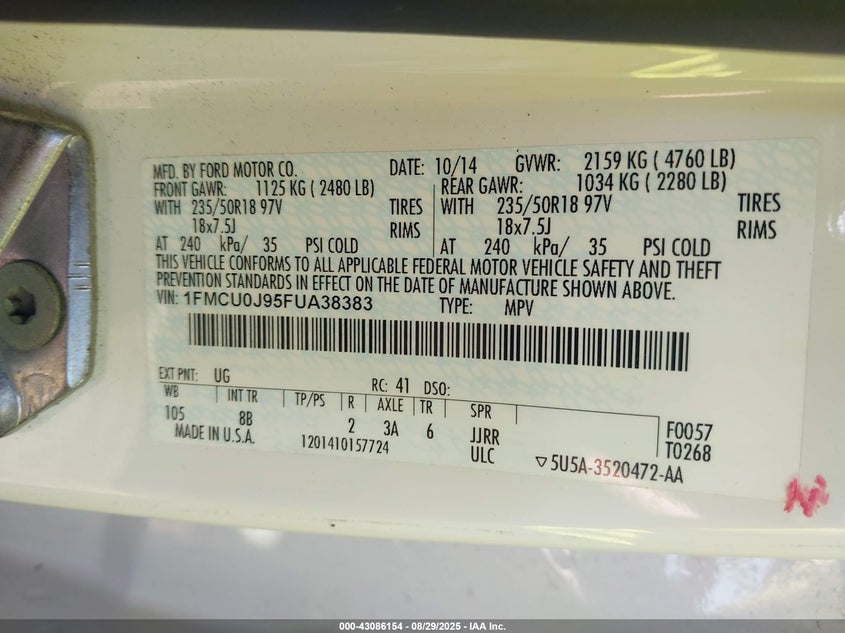 MFD. BY FORD MOTOR CO. DATE: 10/14 GVWR: 2159 KG ( 4760 LB)
FRONT GAWR: 1125 KG ( 2480 LB) REAR GAWR: 1034 KG ( 2280 LB)
WITH 235/50R18 97V TIRES WITH 235/50R18 97V TIRES
18x7.5J RIMS 18x7.5J RIMS
AT 240 kPa/ 35 PSI COLD AT 240 kPa/ 35 PSI COLD
THIS VEHICLE CONFORMS TO ALL APPLICABLE FEDERAL MOTOR VEHICLE SAFETY AND THEFT
PREVENTION STANDARDS IN EFFECT ON THE DATE OF MANUFACTURE SHOWN ABOVE.
VIN: 1FMCU0J95FUA38383 TYPE: MPV
EXT PNT: UG RC: 41 DSO:
WB INT TR TP/PS R AXLE TR SPR
105 8B 2 3A 6 JJRR F0057
MADE IN U.S.A. 1201410157724 ULC T0268
▽5U5A-3520472-AA
000-43086154 - 08/29/2025 - IAA Inc.